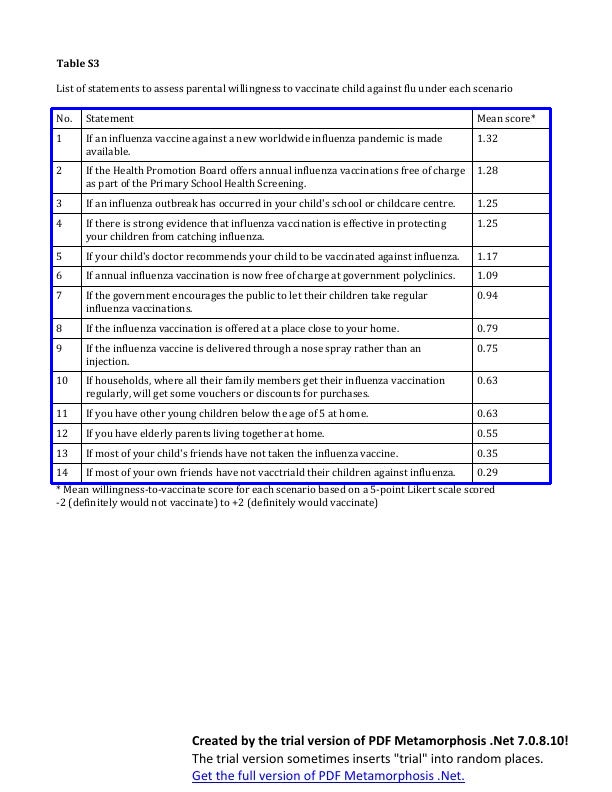 Table S3
List of statements to assess parental willingness to vaccinate child against flu under each scenario
No. Statement Mean score*
1 If an influenza vaccine against a new worldwide influenza pandemic is made 1.32
available.
2 If the Health Promotion Board offers annual influenza vaccinations free of charge 1.28
as part of the Primary School Health Screening.
3 If an influenza outbreak has occurred in your child's school or childcare centre. 1.25
4 If there is strong evidence that influenza vaccination is effective in protecting 1.25
your children from catching influenza.
5 If your child's doctor recommends your child to be vaccinated against influenza. 1.17
6 If annual influenza vaccination is now free of charge at government polyclinics. 1.09
7 If the government encourages the public to let their children take regular 0.94
influenza vaccinations.
8 If the influenza vaccination is offered at a place close to your home. 0.79
9 If the influenza vaccine is delivered through a nose spray rather than an 0.75
injection.
10 If households, where all their family members get their influenza vaccination 0.63
regularly, will get some vouchers or discounts for purchases.
11 If you have other young children below the age of 5 at home. 0.63
12 If you have elderly parents living together at home. 0.55
13 If most of your child's friends have not taken the influenza vaccine. 0.35
14 If most of your own friends have not vacctriald their children against influenza. 0.29
* Mean willingness-to-vaccinate score for each scenario based on a 5-point Likert scale scored
-2 (definitely would not vaccinate) to +2 (definitely would vaccinate)
Created by the trial version of PDF Metamorphosis .Net 7.0.8.10!
The trial version sometimes inserts "trial" into random places.
Get the full version of PDF Metamorphosis .Net.